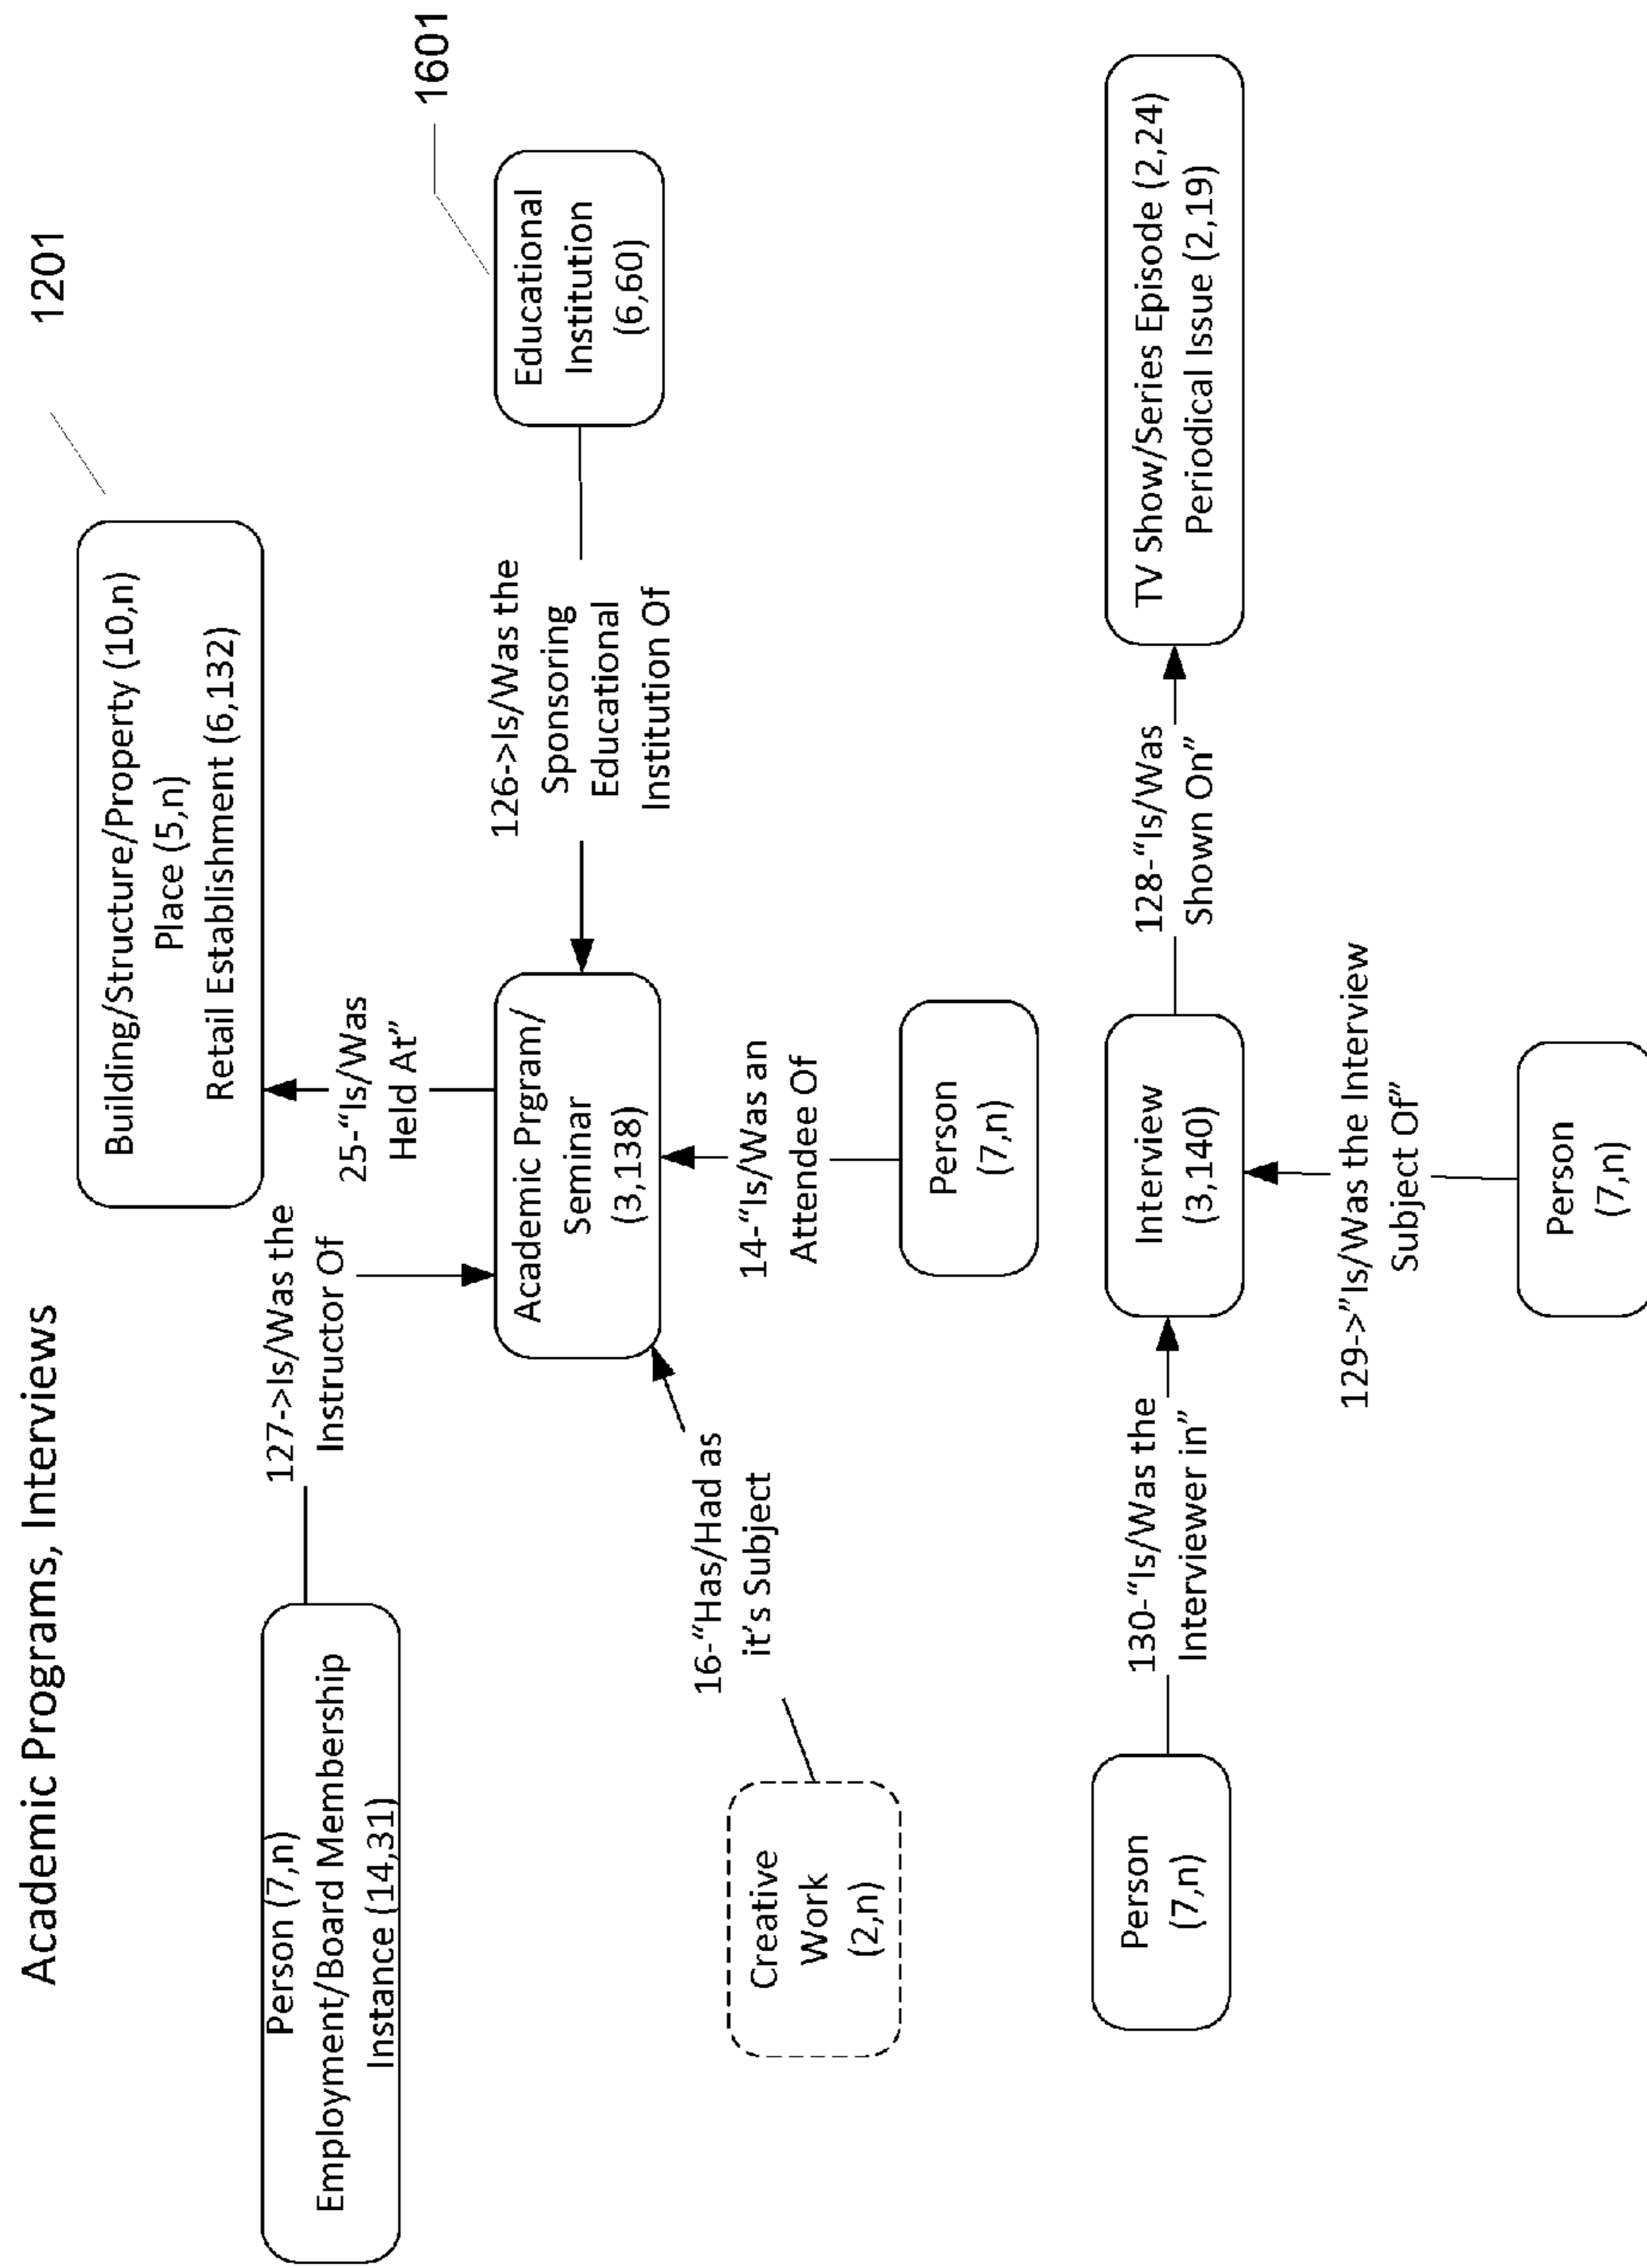 Academic Programs, Interviews
1201
Building/Structure/Property (10,n)
Place (5,n)
Retail Establishment (6,132)
Person (7,n)
Employment/Board Membership
Instance (14,31)
127->Is/Was the
Instructor Of
25-“Is/Was
Held At”
1601
Educational
Institution
(6,60)
126->Is/Was the
Sponsoring
Educational
Institution Of
Academic Prgram/
Seminar
(3,138)
16-“Has/Had as
it’s Subject
Creative
Work
(2,n)
14-“Is/Was an
Attendee Of
Person
(7,n)
Person
(7,n)
130-“Is/Was the
Interviewer in”
Interview
(3,140)
128-“Is/Was
Shown On”
TV Show/Series Episode (2,24)
Periodical Issue (2,19)
129->”Is/Was the Interview
Subject Of”
Person
(7,n)